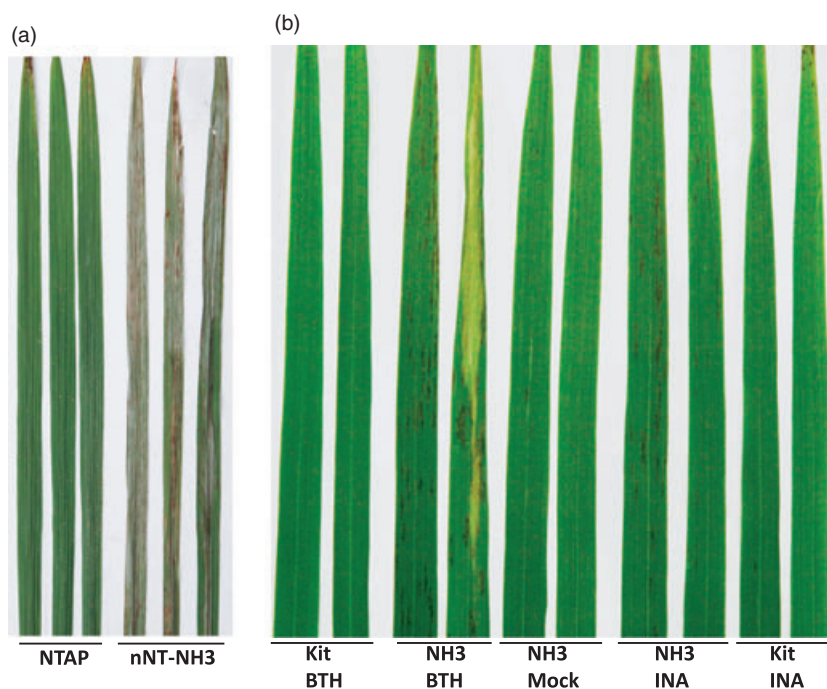 (a)
(b)
NTAP nNT-NH3
Kit NH3 NH3 NH3 Kit
BTH BTH Mock INA INA